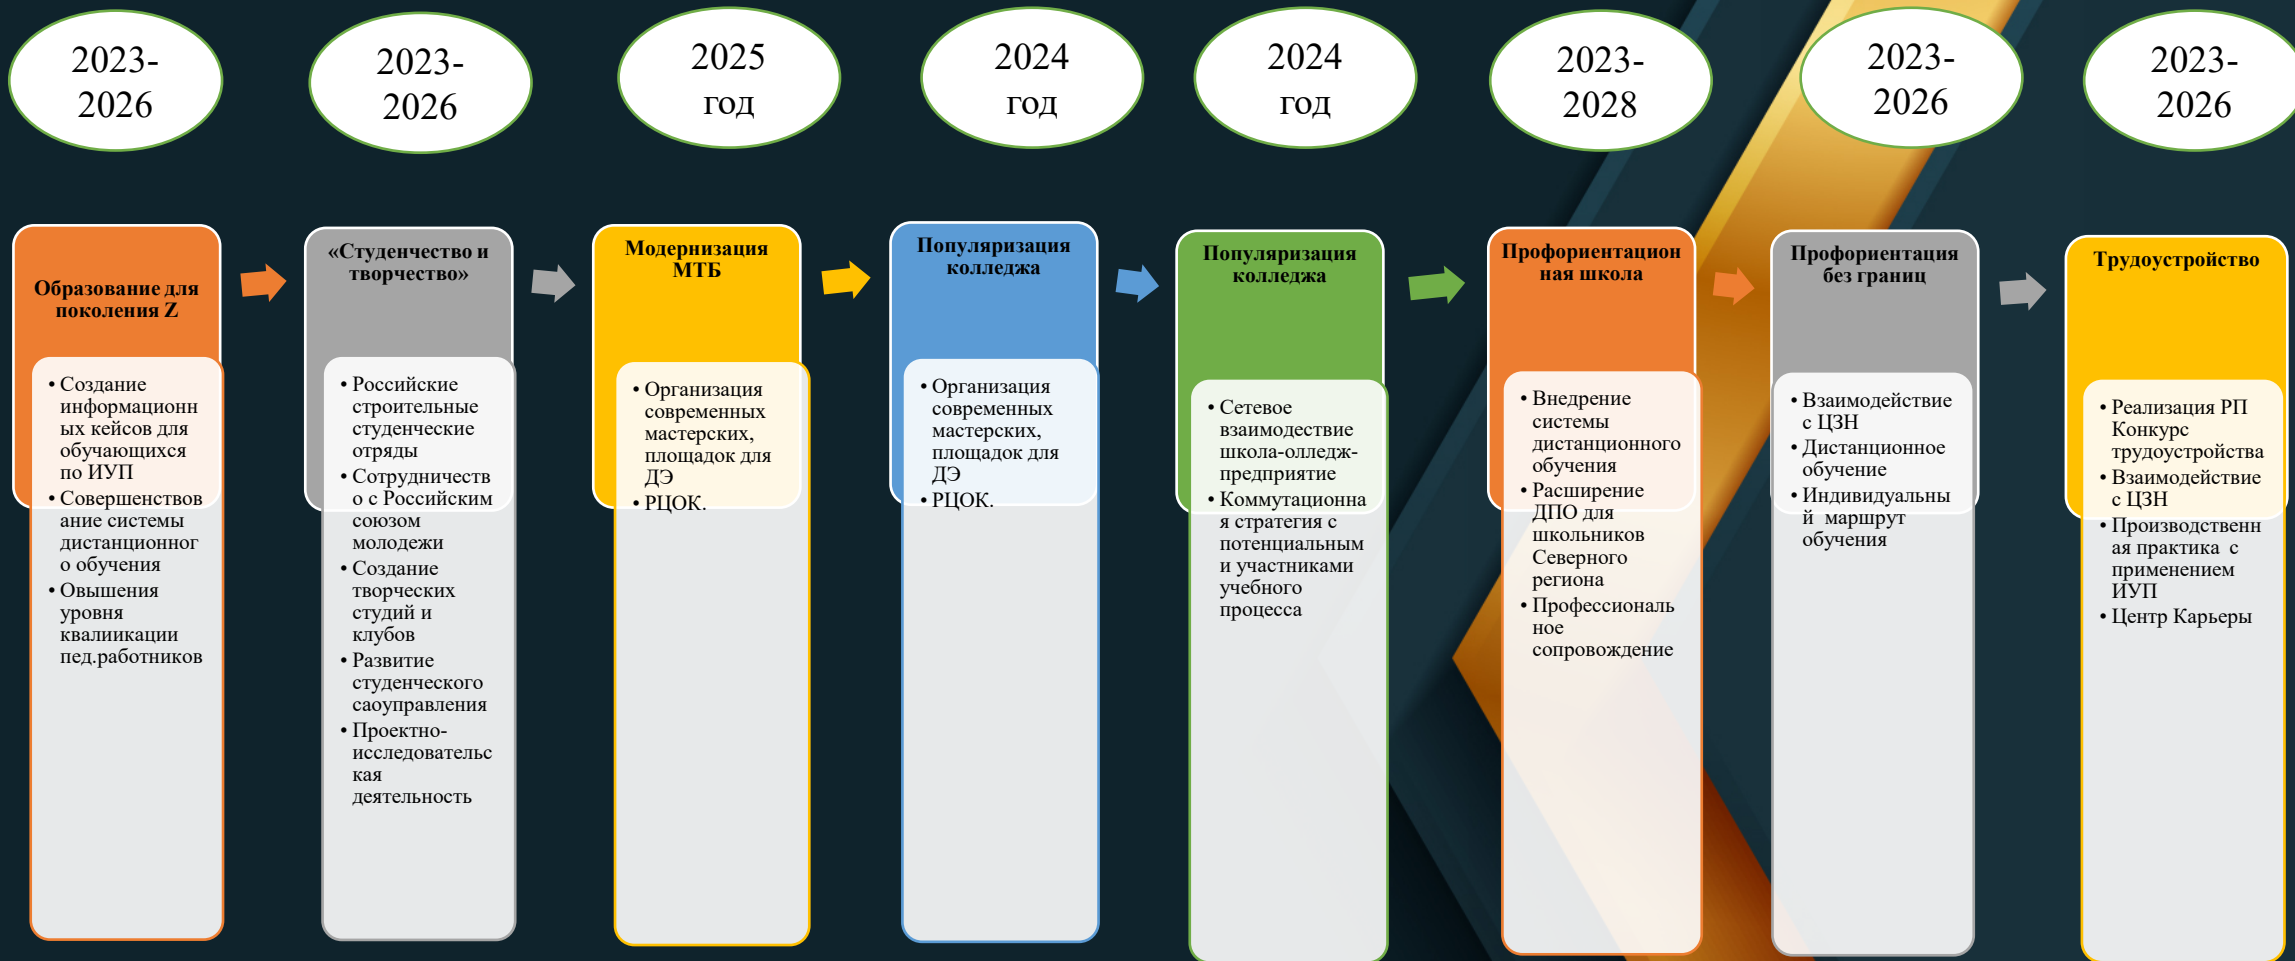 2023-
2026
2023-
2026
2025
год
2024
год
2024
год
2023-
2028
2023-
2026
2023-
2026
Образование для
поколения Z
• Создание
информационн
ых кейсов для
обучающихся
по ИУП
• Совершенствов
ание системы
дистанционног
о обучения
• Овышения
уровня
квалиикации
пед.работников
«Студенчество и
творчество»
• Российские
строительные
студенческие
отряды
• Сотрудничеств
о с Российским
союзом
молодежи
• Создание
творческих
студий и
клубов
• Развитие
студенческого
саоуправления
• Проектно-
исследовательс
кая
деятельность
Модернизация
МТБ
• Организация
современных
мастерских,
площадок для
ДЭ
• РЦОК.
Популяризация
колледжа
• Организация
современных
мастерских,
площадок для
ДЭ
• РЦОК.
Популяризация
колледжа
• Сетевое
взаимодествие
школа-олледж-
предприятие
• Коммутационна
я стратегия с
потенциальным
и участниками
учебного
процесса
Профориентацион
ная школа
• Внедрение
системы
дистанционного
обучения
• Расширение
ДПО для
школьников
Северного
региона
• Профессиональ
ное
сопровождение
Профориентация
без границ
• Взаимодействие
с ЦЗН
• Дистанционное
обучение
• Индивидуальны
й маршрут
обучения
Трудоустройство
• Реализация РП
Конкурс
трудоустройства
• Взаимодействие
с ЦЗН
• Производственн
ая практика с
применением
ИУП
• Центр Карьеры